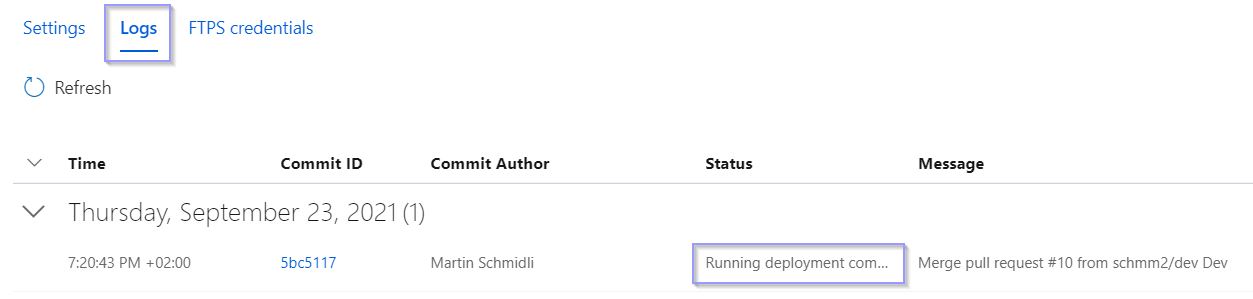 Settings Logs FTPS credentials
Refresh
Time Commit ID Commit Author Status Message
Thursday, September 23, 2021 (1)
7:20:43 PM +02:00 5bc5117 Martin Schmidli Running deployment com... Merge pull request #10 from schmm2/dev Dev